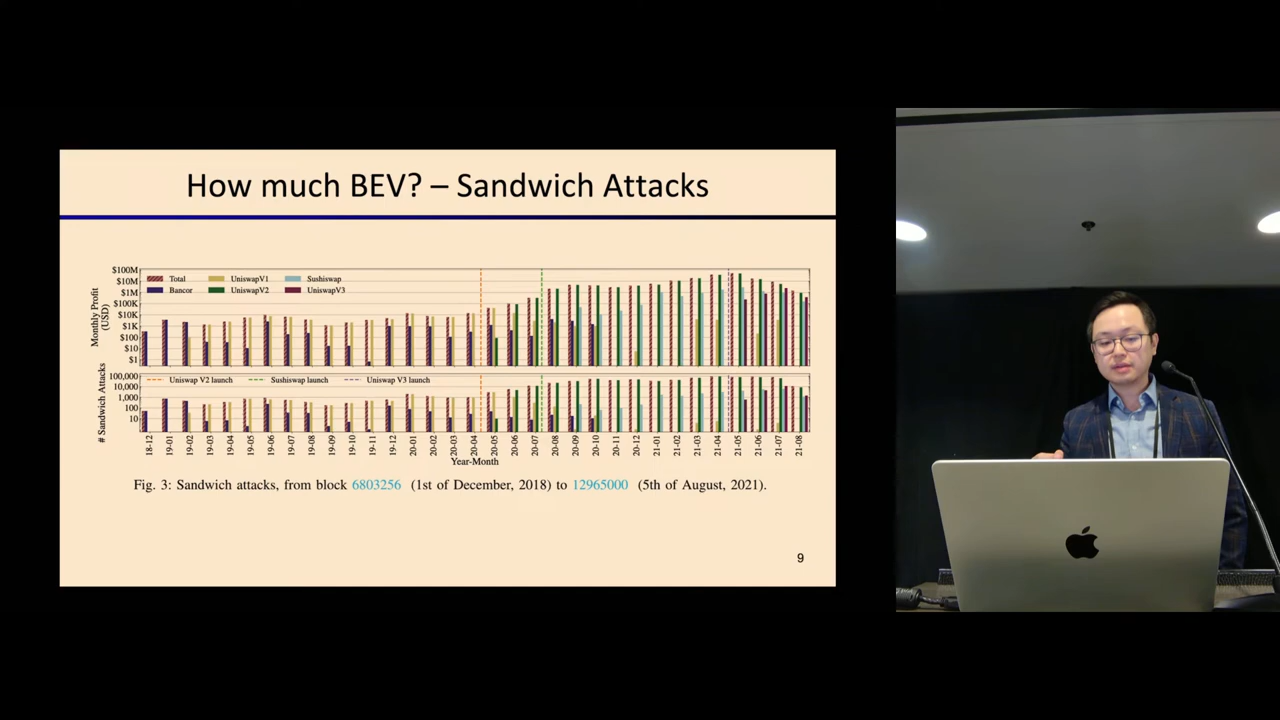 How much BEV? – Sandwich Attacks
Monthly Profit
(USD)
$100M
$10M
$1M
$100K
$10K
$1K
$100
$10
$1
Total
UniswapV1
Sushiswap
Bancor
UniswapV2
UniswapV3
# Sandwich Attacks
100,000
10,000
1,000
100
10
Uniswap V2 launch
Sushiswap launch
Uniswap V3 launch
18-12
19-01
19-02
19-03
19-04
19-05
19-06
19-07
19-08
19-09
19-10
19-11
19-12
20-01
20-02
20-03
20-04
20-05
20-06
20-07
20-08
20-09
20-10
20-11
20-12
21-01
21-02
21-03
21-04
21-05
21-06
21-07
21-08
Year-Month
Fig. 3: Sandwich attacks, from block 6803256 (1st of December, 2018) to 12965000 (5th of August, 2021).
9